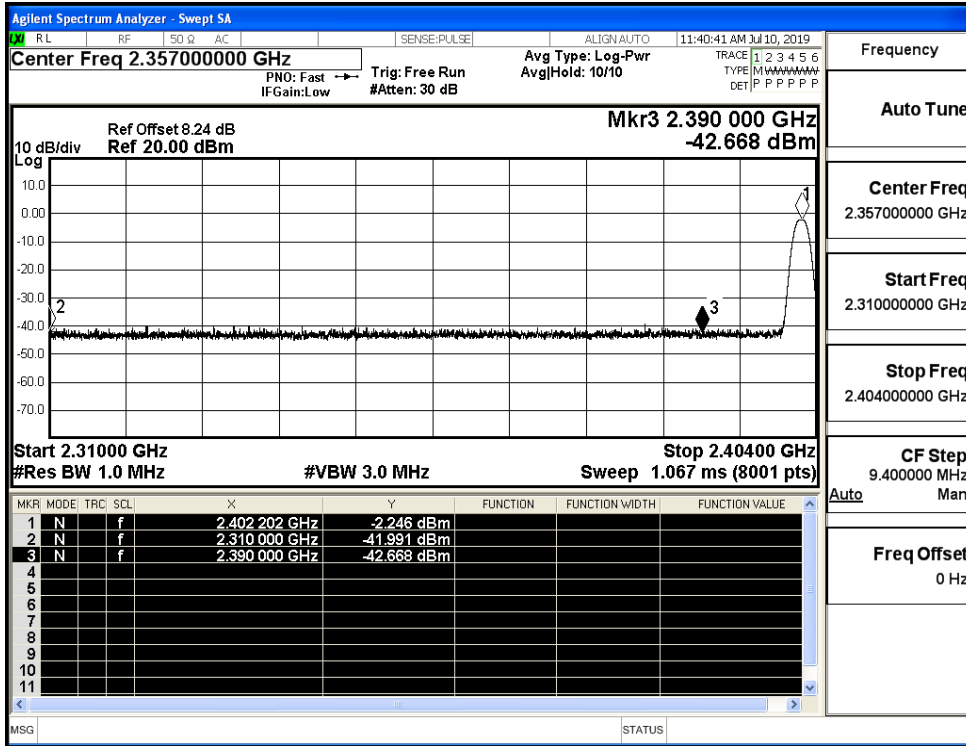 Agilent Spectrum Analyzer - Swept SA
LXI RL RF 50 Ω AC SENSE:PULSE ALIGN AUTO 11:40:41 AM Jul 10, 2019
Center Freq 2.357000000 GHz
PNO: Fast
IFGain:Low
Trig: Free Run
#Atten: 30 dB
Avg Type: Log-Pwr
Avg|Hold: 10/10
TRACE 1 2 3 4 5 6
TYPE M W W W W W
DET P P P P P P
Frequency
Auto Tune
Center Freq
2.357000000 GHz
Start Freq
2.310000000 GHz
Stop Freq
2.404000000 GHz
CF Step
9.400000 MHz
Auto Man
Freq Offset
0 Hz
Mkr3 2.390 000 GHz
-42.668 dBm
Ref Offset 8.24 dB
10 dB/div Ref 20.00 dBm
Log
10.0
0.00
-10.0
-20.0
-30.0
-40.0
-50.0
-60.0
-70.0
1
2
3
Start 2.31000 GHz Stop 2.40400 GHz
#Res BW 1.0 MHz #VBW 3.0 MHz Sweep 1.067 ms (8001 pts)
MKR MODE TRC SCL X Y FUNCTION FUNCTION WIDTH FUNCTION VALUE
1 N f 2.402 202 GHz -2.246 dBm
2 N f 2.310 000 GHz -41.991 dBm
3 N f 2.390 000 GHz -42.668 dBm
4
5
6
7
8
9
10
11
MSG STATUS